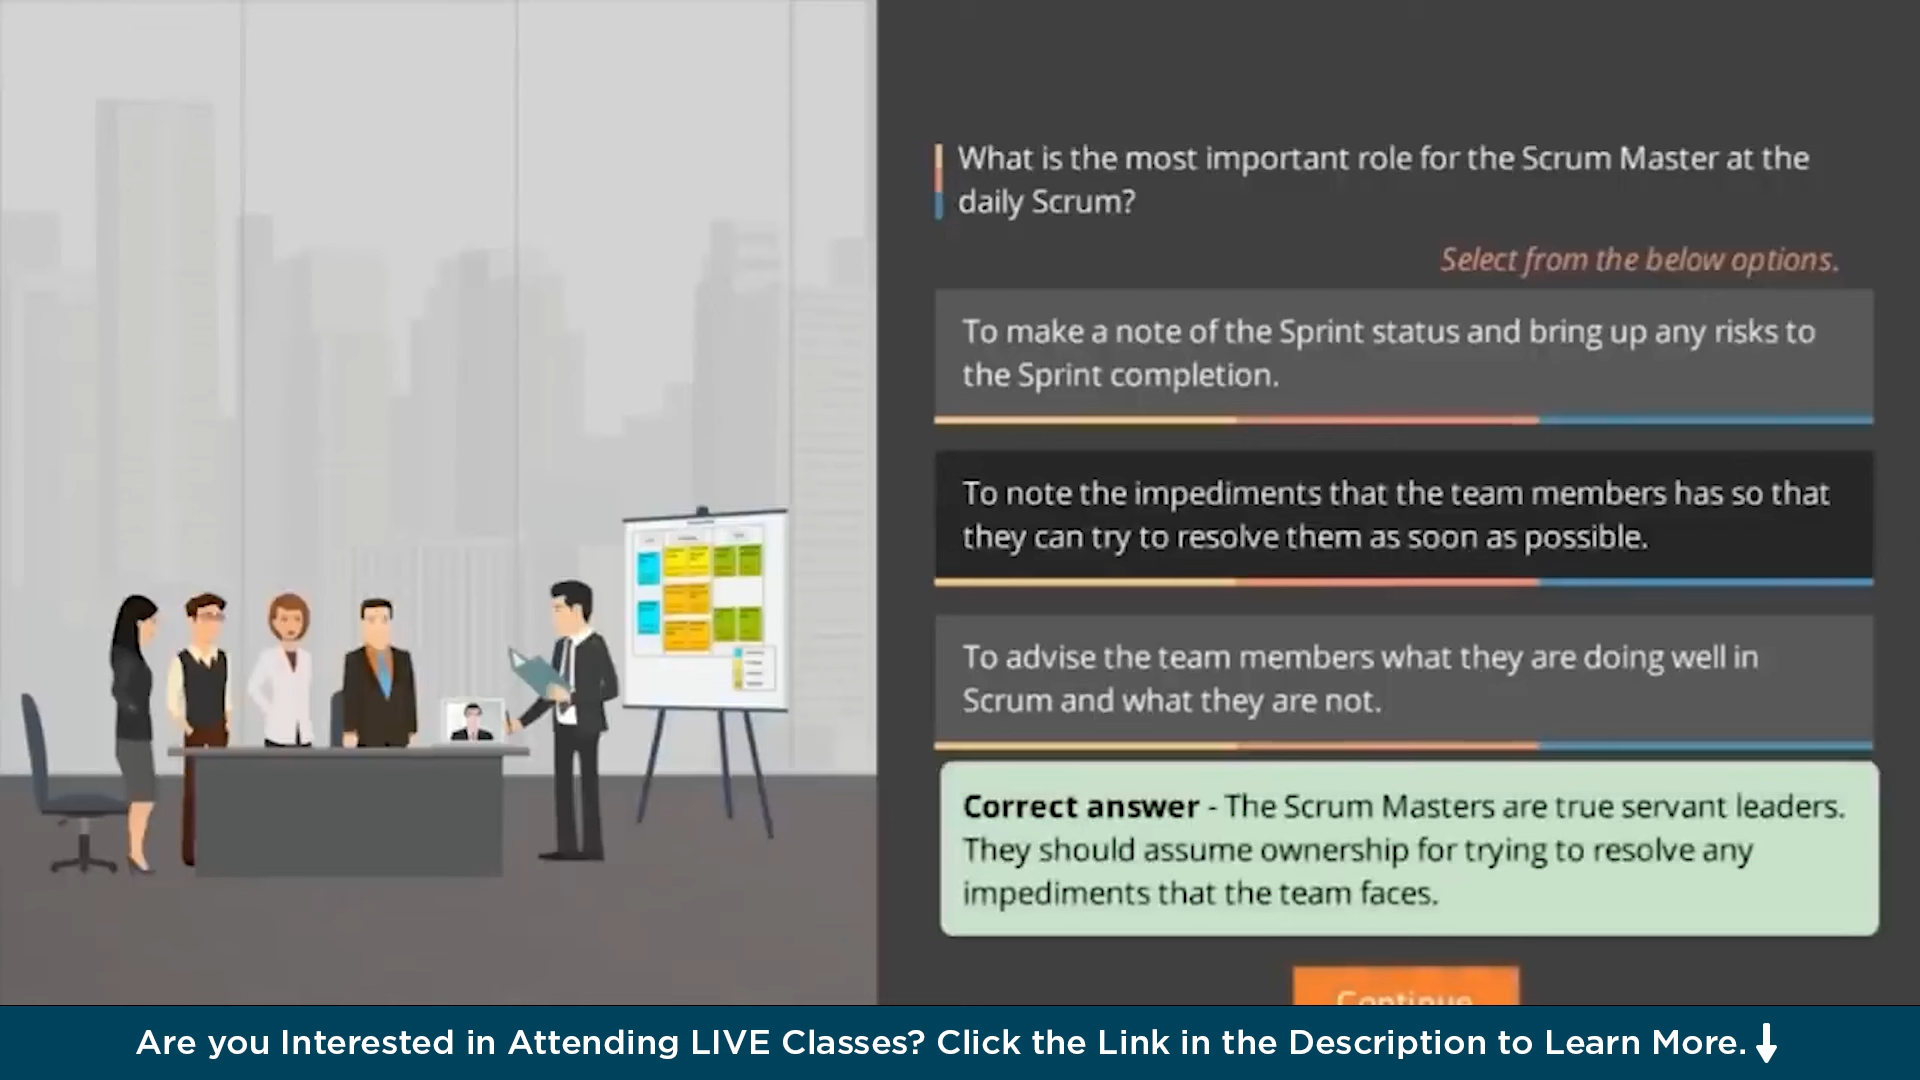 What is the most important role for the Scrum Master at the
daily Scrum?
Select from the below options.
To make a note of the Sprint status and bring up any risks to
the Sprint completion.
To note the impediments that the team members has so that
they can try to resolve them as soon as possible.
To advise the team members what they are doing well in
Scrum and what they are not.
Correct answer - The Scrum Masters are true servant leaders.
They should assume ownership for trying to resolve any
impediments that the team faces.
Continue
Are you Interested in Attending LIVE Classes? Click the Link in the Description to Learn More.